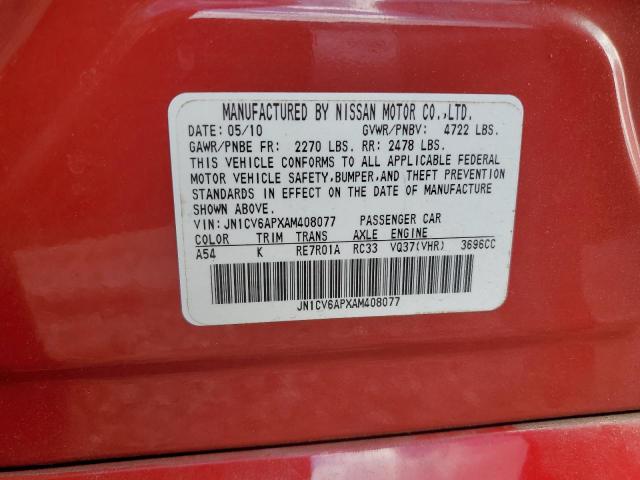 MANUFACTURED BY NISSAN MOTOR CO.,LTD.
DATE: 05/10 GVWR/PNBV: 4722 LBS.
GAWR/PNBE FR: 2270 LBS. RR: 2478 LBS.
THIS VEHICLE CONFORMS TO ALL APPLICABLE FEDERAL
MOTOR VEHICLE SAFETY,BUMPER,AND THEFT PREVENTION
STANDARDS IN EFFECT ON THE DATE OF MANUFACTURE
SHOWN ABOVE.
VIN: JN1CV6APXAM408077 PASSENGER CAR
COLOR TRIM TRANS AXLE ENGINE
A54 K RE7R01A RC33 VQ37(VHR) 3696CC
JN1CV6APXAM408077